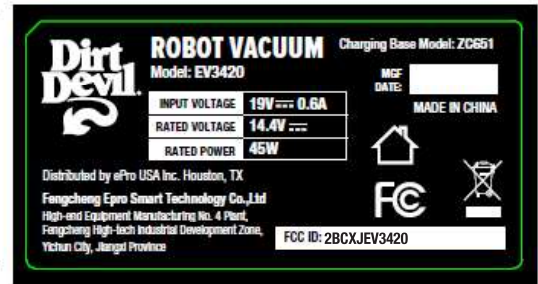 Dirt Devil.
ROBOT VACUUM
Charging Base Model: ZC651
Model: EV3420
MGF DATE:
INPUT VOLTAGE 19V⎓ 0.6A
MADE IN CHINA
RATED VOLTAGE 14.4V ⎓
RATED POWER 45W
Distributed by ePro USA Inc. Houston, TX
Fengcheng Epro Smart Technology Co.,Ltd
High-end Equipment Manufacturing No. 4 Plant,
Fengcheng High-tech Industrial Development Zone,
Yichun City, Jiangxi Province
FC
FCC ID: 2BCXJEV3420